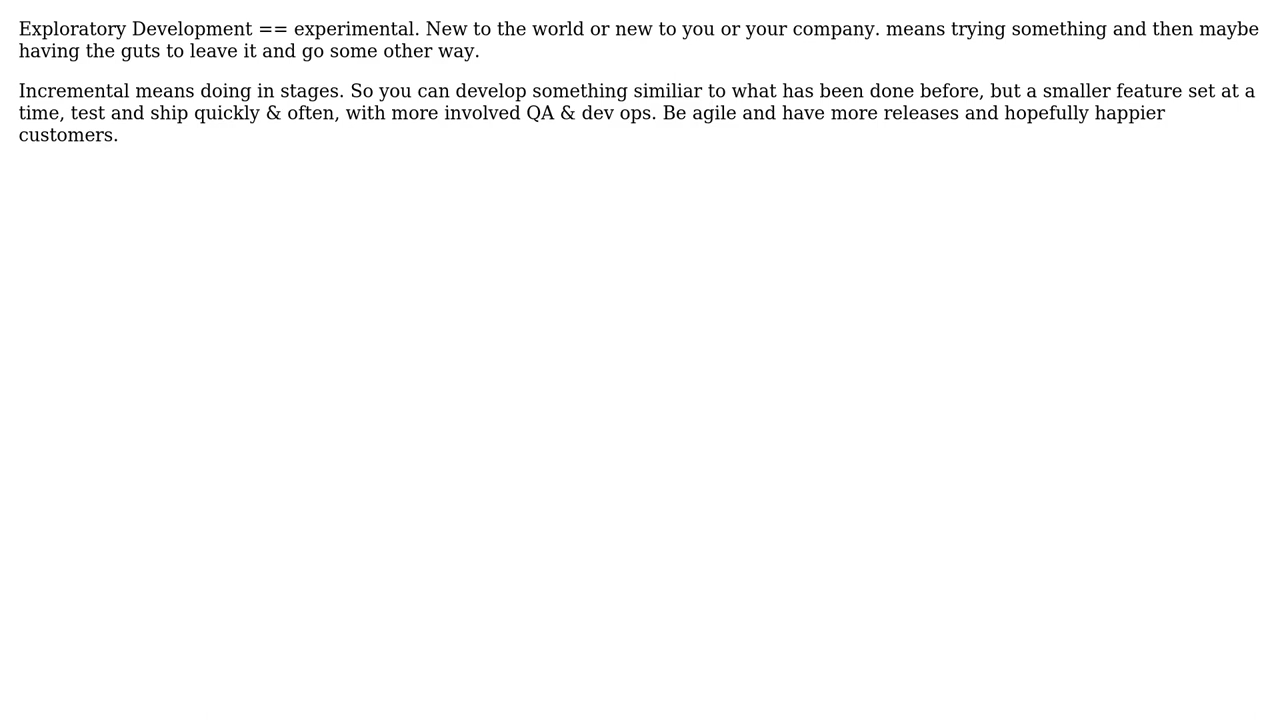 Exploratory Development == experimental. New to the world or new to you or your company. means trying something and then maybe
having the guts to leave it and go some other way.
Incremental means doing in stages. So you can develop something similiar to what has been done before, but a smaller feature set at a
time, test and ship quickly & often, with more involved QA & dev ops. Be agile and have more releases and hopefully happier
customers.